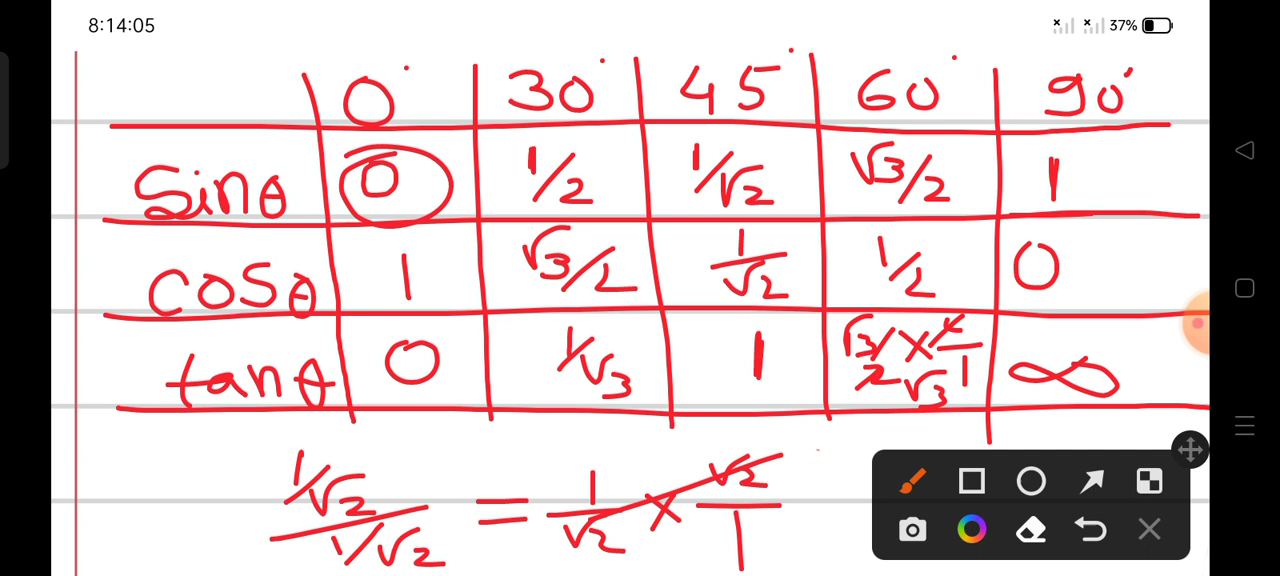 8:14:05 37%
0° 30° 45° 60° 90°
Sinθ 0 1/2 1/√2 √3/2 1
cosθ 1 √3/2 1/√2 1/2 0
tanθ 0 1/√3 1 √3/2 × 2/1 √3 ∞
1/√2 / 1/√2 = 1/√2 × √2/1